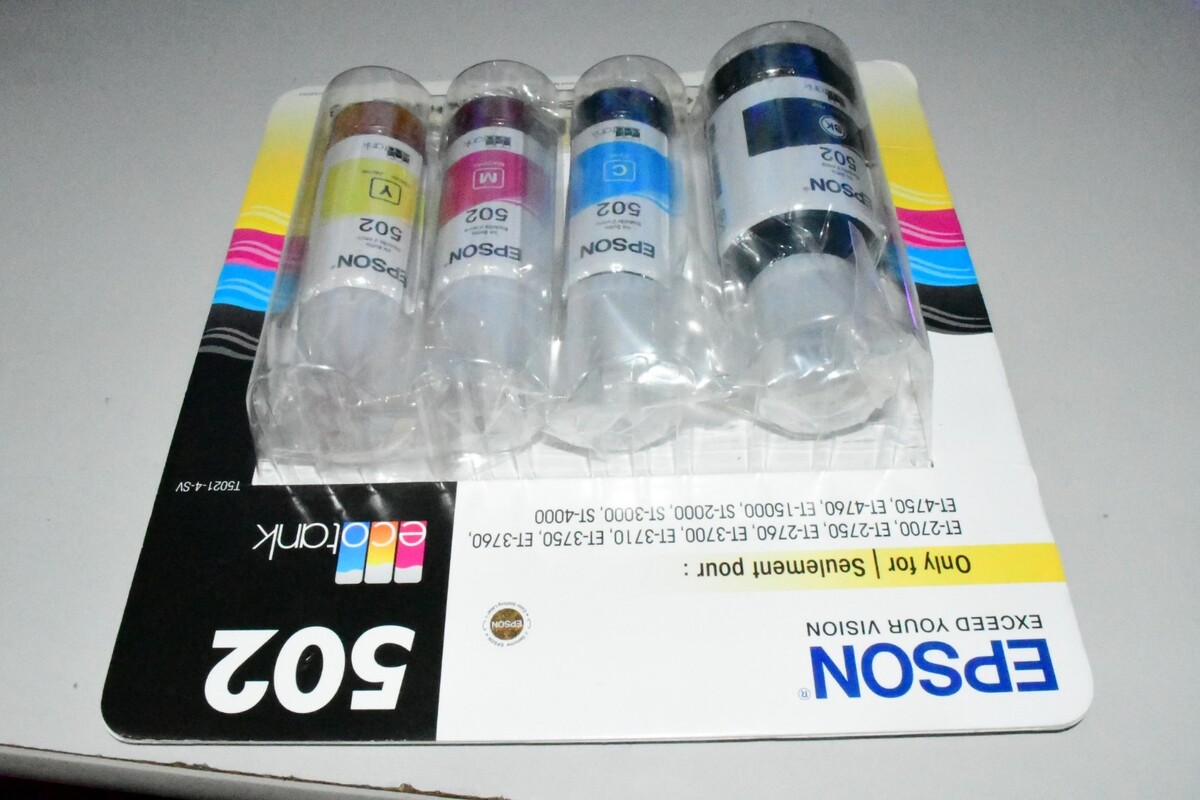 EPSON®
EXCEED YOUR VISION
502
EPSON
Only for | Seulement pour :
ET-2700, ET-2750, ET-2760, ET-3700, ET-3710, ET-3750, ET-3760,
ET-4750, ET-4760, ET-15000, ST-2000, ST-3000, ST-4000
ecotank
T5021-4-SV
EPSON®
502
BK
EPSON
502
C
EPSON
502
M
EPSON
502
Y